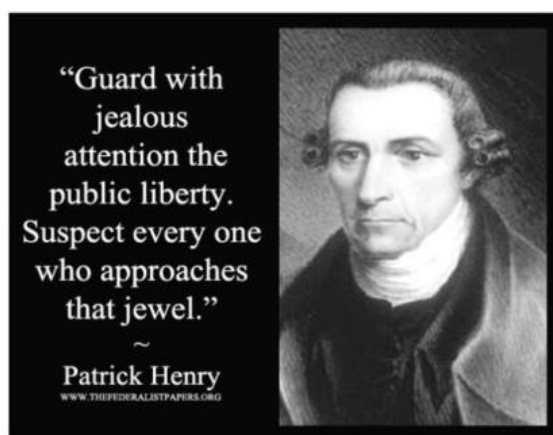 “Guard with
jealous
attention the
public liberty.
Suspect every one
who approaches
that jewel.”
~
Patrick Henry
WWW.THEFEDERALISTPAPERS.ORG